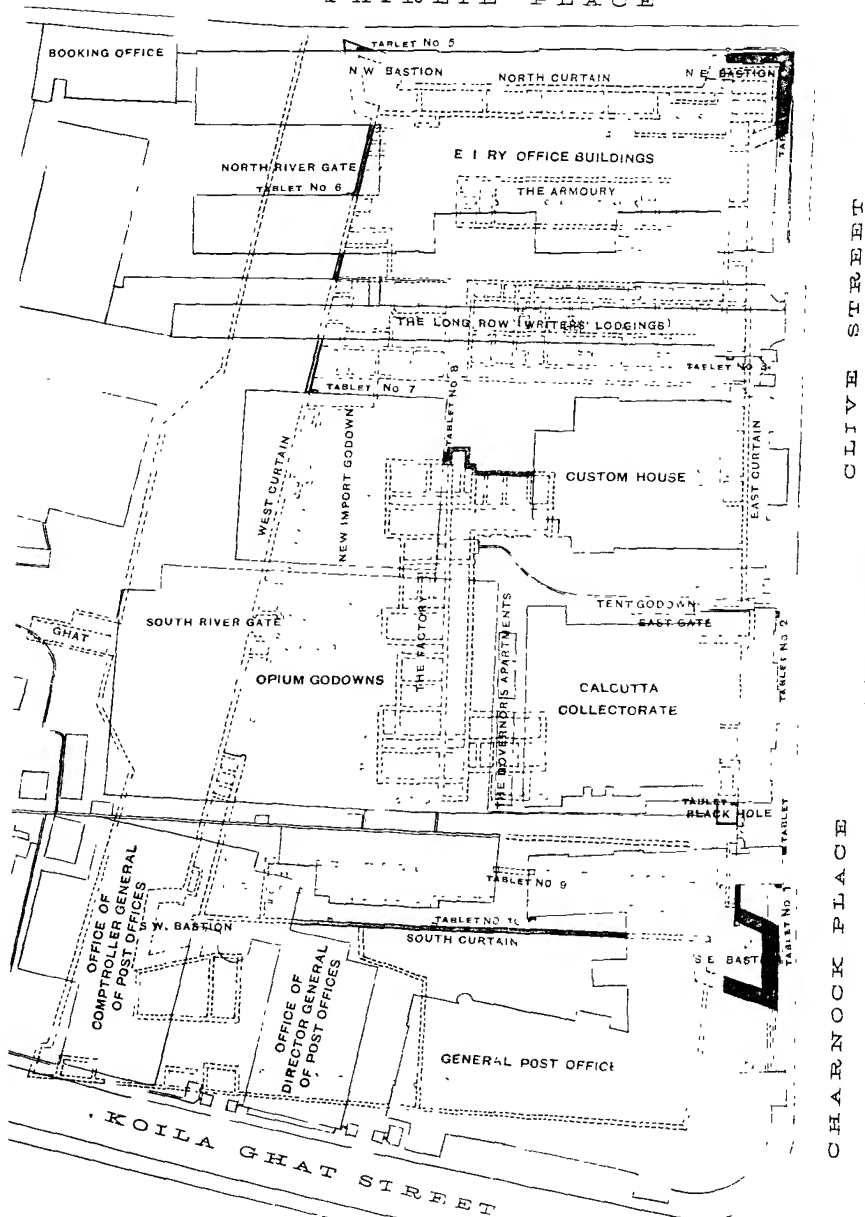 FAIRLIE PLACE
BOOKING OFFICE
TABLET No 5
N W BASTION
NORTH CURTAIN
N E BASTION
E I RY OFFICE BUILDINGS
NORTH RIVER GATE
TABLET No 6
THE ARMOURY
CLIVE STREET
THE LONG ROW (WRITERS' LODGINGS)
TABLET No 7
TABLET No 8
TABLET No 3
WEST CURTAIN
NEW IMPORT GODOWN
CUSTOM HOUSE
EAST CURTAIN
GHAT
SOUTH RIVER GATE
OPIUM GODOWNS
THE FACTORY
THE GOVERNOR'S APARTMENTS
TENT GODOWN
EAST GATE
TABLET No 2
CALCUTTA
COLLECTORATE
TABLET
BLACK HOLE
TABLET
TABLET No 9
TABLET No 10
SOUTH CURTAIN
S.W. BASTION
S E BASTION
TABLET No 1
OFFICE OF
COMPTROLLER GENERAL
OF POST OFFICES
OFFICE OF
DIRECTOR GENERAL
OF POST OFFICES
GENERAL POST OFFICE
CHARNOCK PLACE
KOILA GHAT STREET